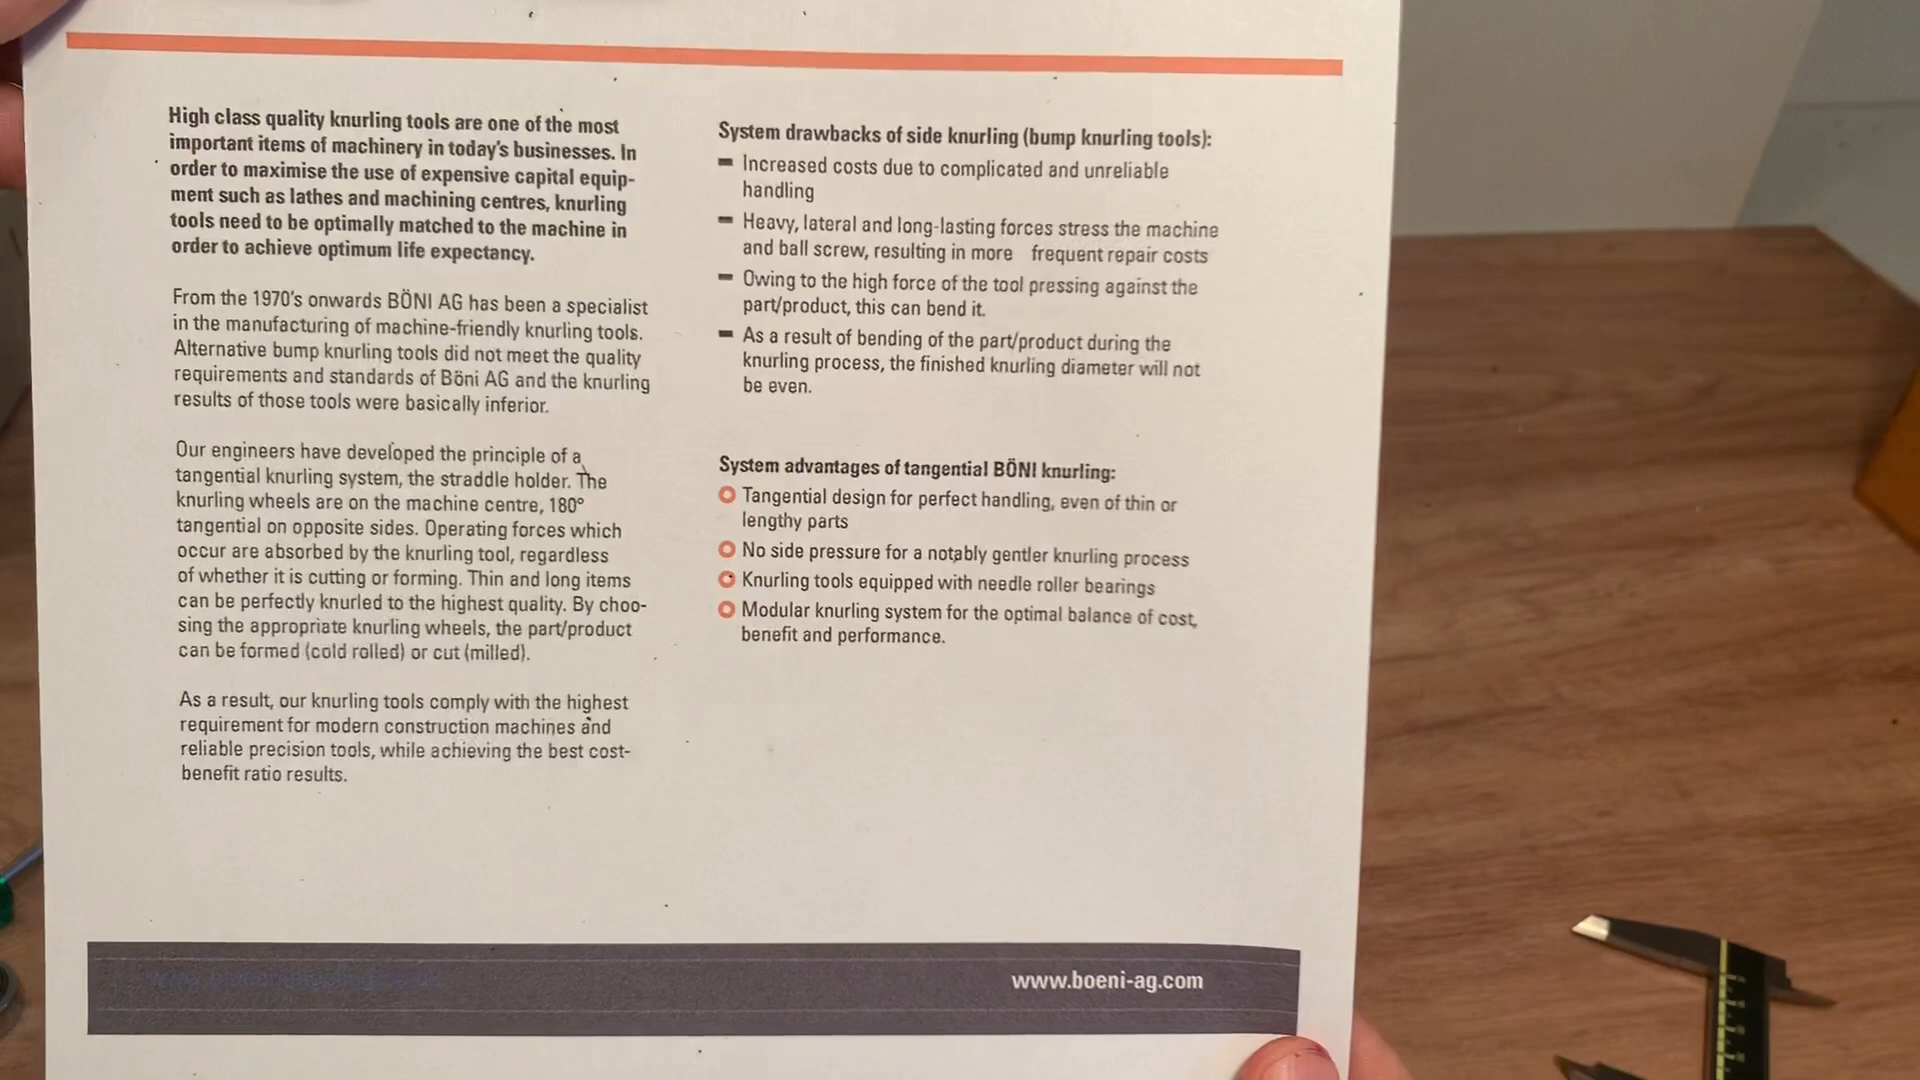 High class quality knurling tools are one of the most
important items of machinery in today's businesses. In
order to maximise the use of expensive capital equip-
ment such as lathes and machining centres, knurling
tools need to be optimally matched to the machine in
order to achieve optimum life expectancy.
From the 1970's onwards BÖNI AG has been a specialist
in the manufacturing of machine-friendly knurling tools.
Alternative bump knurling tools did not meet the quality
requirements and standards of Böni AG and the knurling
results of those tools were basically inferior.
Our engineers have developed the principle of a
tangential knurling system, the straddle holder. The
knurling wheels are on the machine centre, 180°
tangential on opposite sides. Operating forces which
occur are absorbed by the knurling tool, regardless
of whether it is cutting or forming. Thin and long items
can be perfectly knurled to the highest quality. By choo-
sing the appropriate knurling wheels, the part/product
can be formed (cold rolled) or cut (milled).
As a result, our knurling tools comply with the highest
requirement for modern construction machines and
reliable precision tools, while achieving the best cost-
benefit ratio results.
System drawbacks of side knurling (bump knurling tools):
Increased costs due to complicated and unreliable
handling
Heavy, lateral and long-lasting forces stress the machine
and ball screw, resulting in more frequent repair costs
Owing to the high force of the tool pressing against the
part/product, this can bend it.
As a result of bending of the part/product during the
knurling process, the finished knurling diameter will not
be even.
System advantages of tangential BÖNI knurling:
Tangential design for perfect handling, even of thin or
lengthy parts
No side pressure for a notably gentler knurling process
Knurling tools equipped with needle roller bearings
Modular knurling system for the optimal balance of cost,
benefit and performance.
www.boeni-ag.com